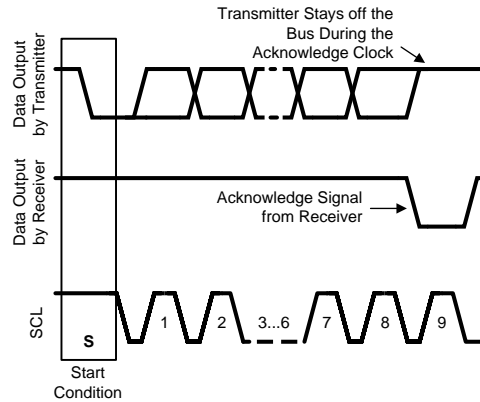 Transmitter Stays off the
Bus During the
Acknowledge Clock
Data Output
by Transmitter
Data Output
by Receiver
Acknowledge Signal
from Receiver
SCL
S
1
2
3...6
7
8
9
Start
Condition